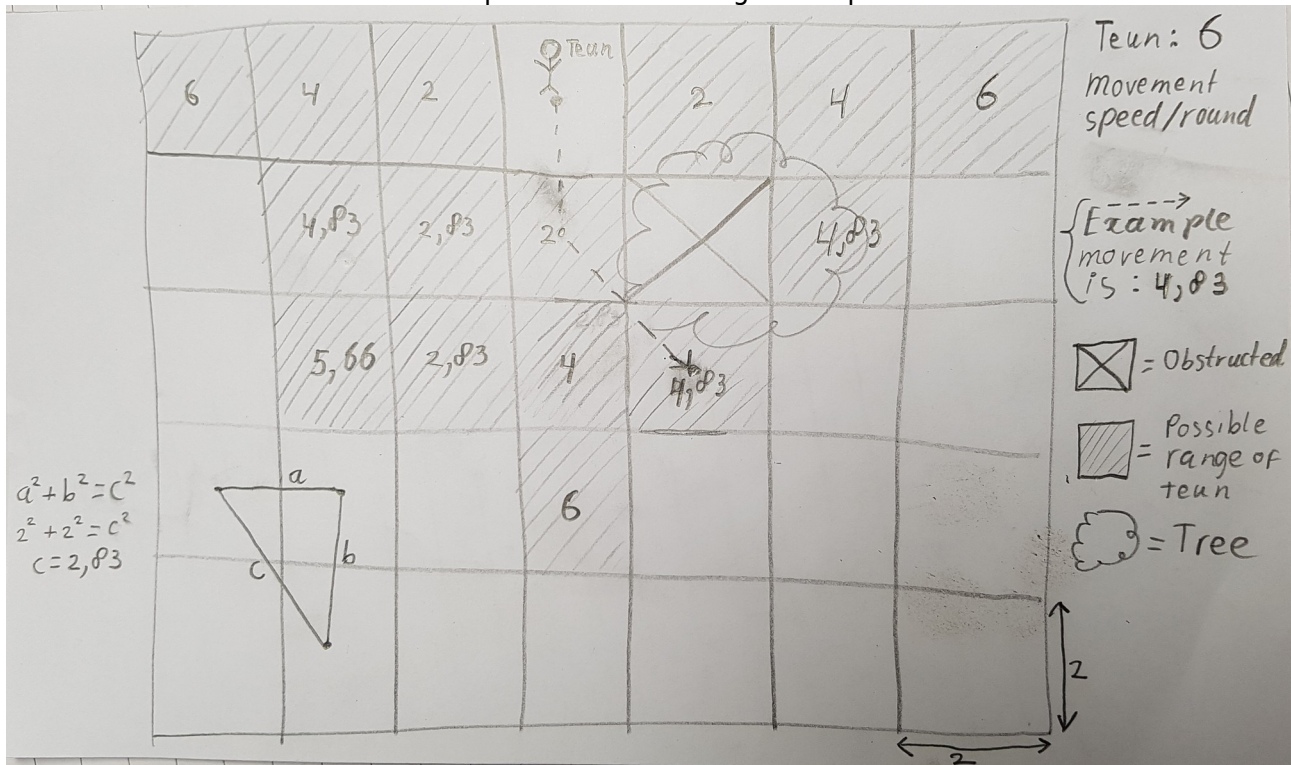 Teun
6 4 2 2 4 6
4,83 2,83 2 4,83
5,66 2,83 4 4,83
6
a
b
c
a²+b²=c²
2²+2²=c²
c=2,83
Teun: 6
movement
speed/round
Example
movement
is: 4,83
= Obstructed
= Possible
range of
teun
= Tree
2
2